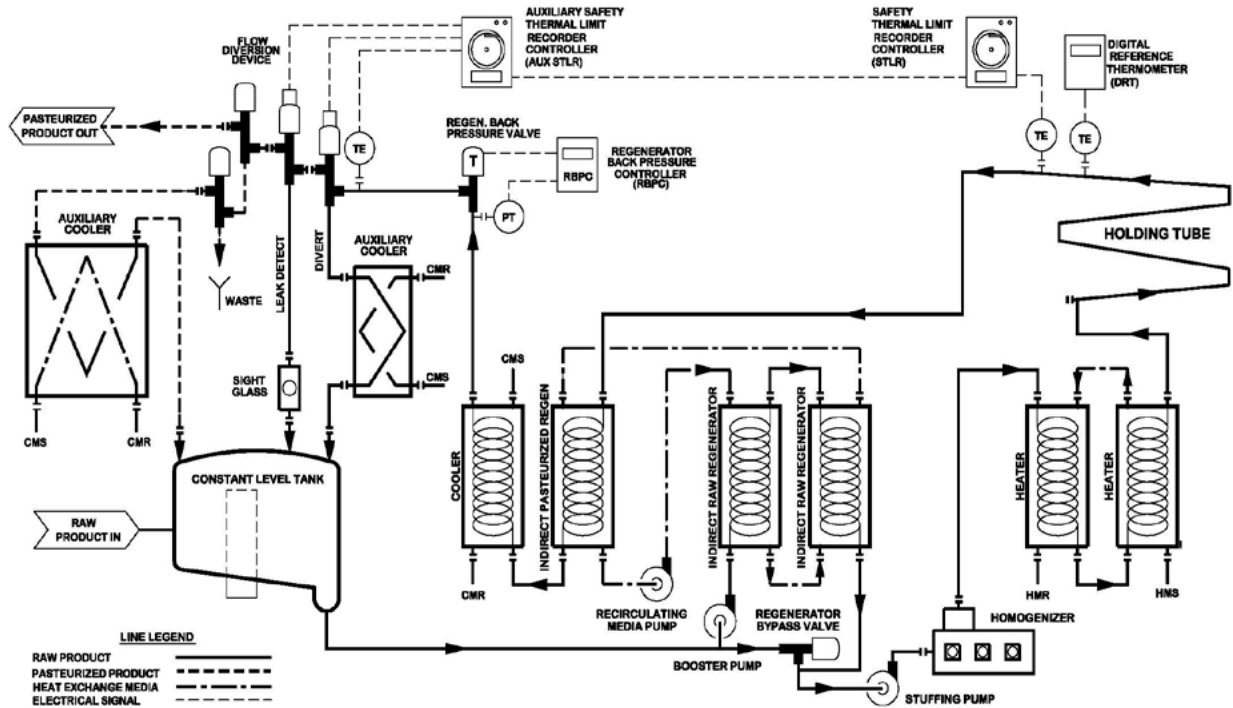 AUXILIARY SAFETY
THERMAL LIMIT
RECORDER
CONTROLLER
(AUX STLR)
SAFETY
THERMAL LIMIT
RECORDER
CONTROLLER
(STLR)
DIGITAL
REFERENCE
THERMOMETER
(DRT)
FLOW
DIVERSION
DEVICE
PASTEURIZED
PRODUCT OUT
REGEN. BACK
PRESSURE VALVE
TE
T
RBPC
REGENERATOR
BACK PRESSURE
CONTROLLER
(RBPC)
PT
TE
TE
HOLDING TUBE
AUXILIARY
COOLER
WASTE
LEAK DETECT
DIVERT
AUXILIARY
COOLER
CMR
CMS
SIGHT
GLASS
CMS
CMR
CMS
CONSTANT LEVEL TANK
RAW
PRODUCT IN
COOLER
INDIRECT PASTEURIZED REGEN
INDIRECT RAW REGENERATOR
INDIRECT RAW REGENERATOR
HEATER
HEATER
CMR
HMR
HMS
RECIRCULATING
MEDIA PUMP
REGENERATOR
BYPASS VALVE
HOMOGENIZER
BOOSTER PUMP
STUFFING PUMP
LINE LEGEND
RAW PRODUCT
PASTEURIZED PRODUCT
HEAT EXCHANGE MEDIA
ELECTRICAL SIGNAL